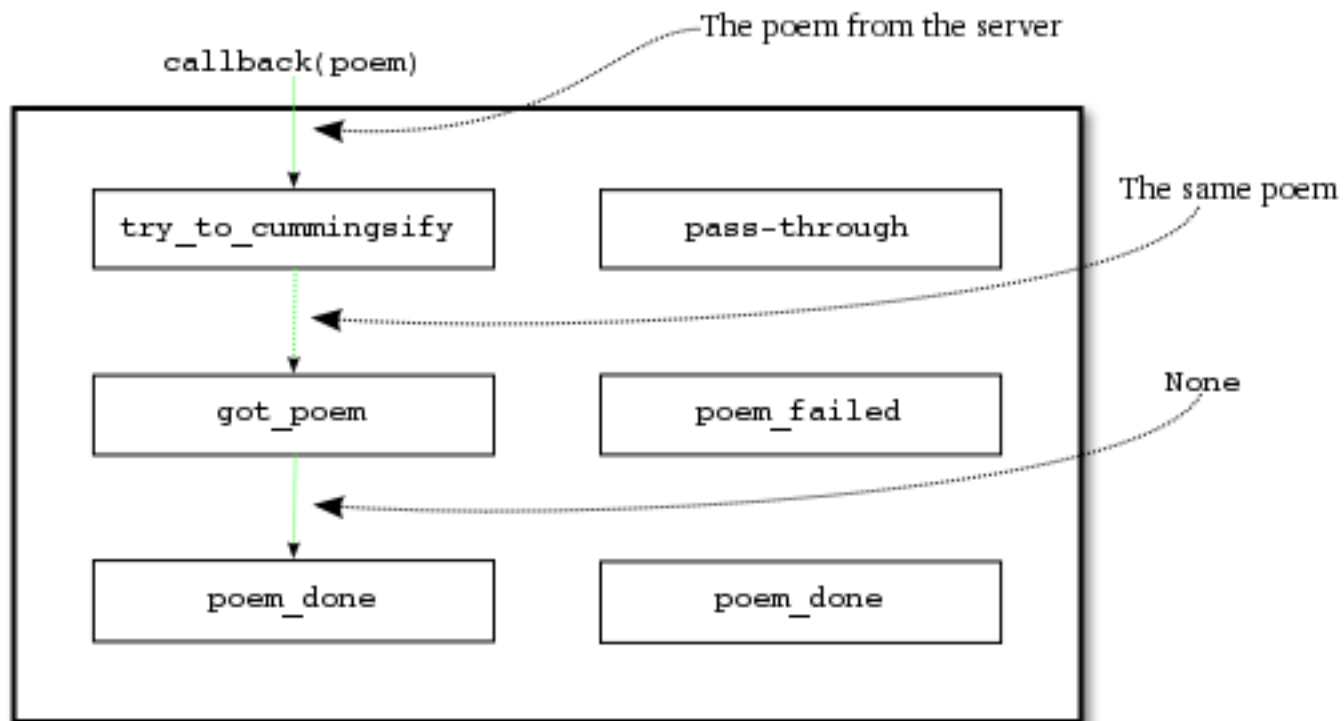 The poem from the server
callback(poem)
The same poem
try_to_cummingsify
pass-through
None
got_poem
poem_failed
poem_done
poem_done